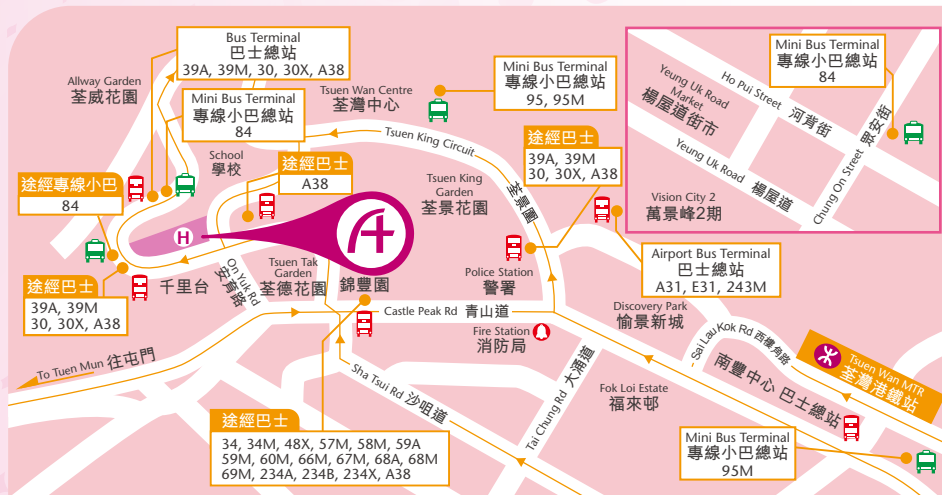 Bus Terminal
巴士總站
39A, 39M, 30, 30X, A38
Allway Garden
荃威花園
Mini Bus Terminal
專線小巴總站
84
Tsuen Wan Centre
荃灣中心
Mini Bus Terminal
專線小巴總站
95, 95M
Mini Bus Terminal
專線小巴總站
84
Yeung Uk Road
Market
楊屋道街市
Ho Pui Street 河背街
Yeung Uk Road 楊屋道
Chung On Street 眾安街
School
學校
途經巴士
A38
Tsuen King Circuit
荃景圍
途經巴士
39A, 39M
30, 30X, A38
Tsuen King
Garden
荃景花園
途經專線小巴
84
H
Vision City 2
萬景峰2期
Airport Bus Terminal
巴士總站
A31, E31, 243M
途經巴士
39A, 39M
30, 30X, A38
千里台
On Yuk Rd
安育路
Tsuen Tak
Garden
荃德花園
錦豐園
Police Station
警署
Castle Peak Rd 青山道
Fire Station
消防局
Discovery Park
愉景新城
Sai Lau Kok Rd 西樓角路
Tsuen Wan MTR
荃灣港鐵站
To Tuen Mun 往屯門
Sha Tsui Rd 沙咀道
Tai Chung Rd 大涌道
Fok Loi Estate
福來邨
南豐中心 巴士總站
途經巴士
34, 34M, 48X, 57M, 58M, 59A
59M, 60M, 66M, 67M, 68A, 68M
69M, 234A, 234B, 234X, A38
Mini Bus Terminal
專線小巴總站
95M